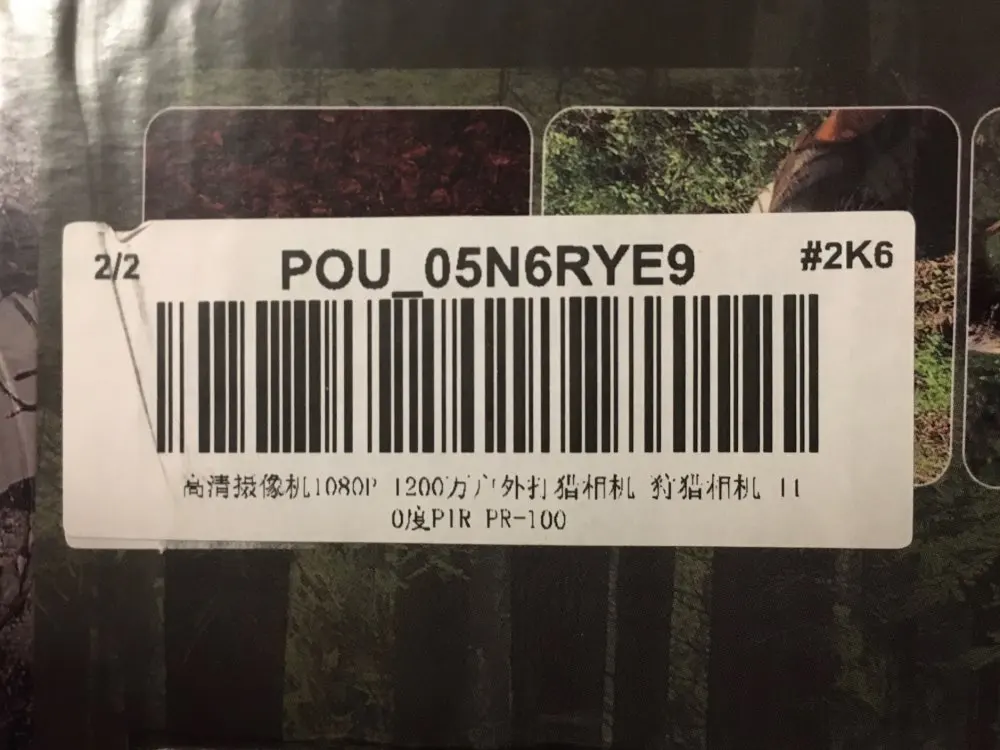 2/2 POU_05N6RYE9 #2K6
高清摄像机1080P 1200万户外打猎相机 狩猎相机 11
0度PIR PR-100